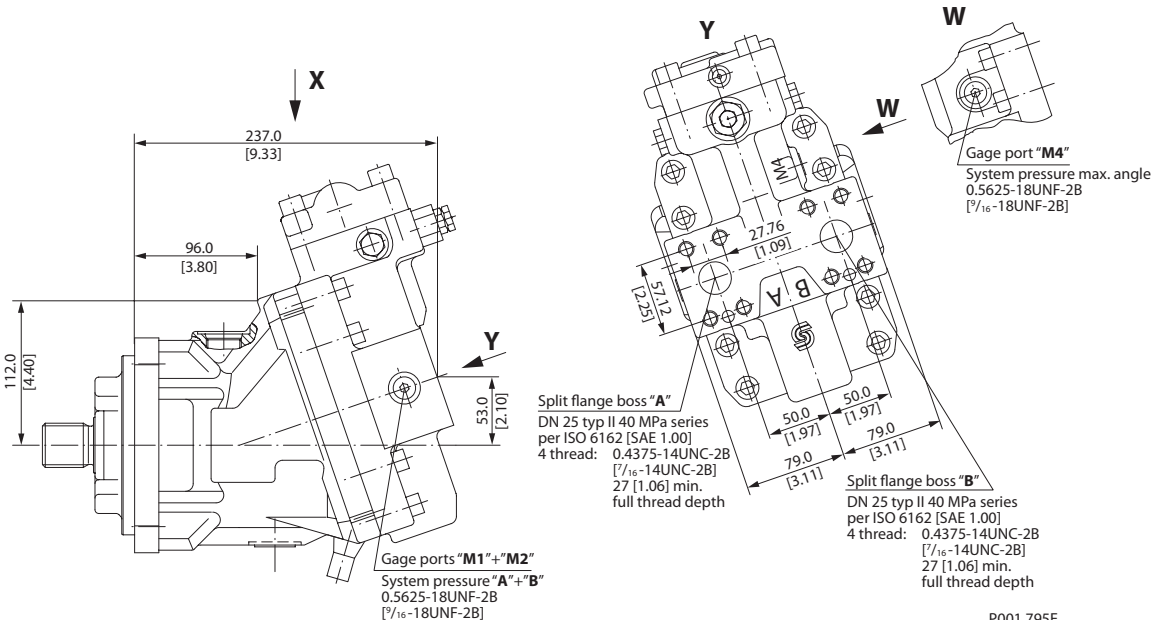 X
237.0
[9.33]
96.0
[3.80]
112.0
[4.40]
Y
53.0
[2.10]
Gage ports "M1"+"M2"
System pressure "A"+"B"
0.5625-18UNF-2B
[9/16-18UNF-2B]
Y
W
M4
27.76
[1.09]
57.12
[2.25]
B A
50.0
[1.97]
50.0
[1.97]
79.0
[3.11]
79.0
[3.11]
Split flange boss "A"
DN 25 typ II 40 MPa series
per ISO 6162 [SAE 1.00]
4 thread: 0.4375-14UNC-2B
[7/16-14UNC-2B]
27 [1.06] min.
full thread depth
Split flange boss "B"
DN 25 typ II 40 MPa series
per ISO 6162 [SAE 1.00]
4 thread: 0.4375-14UNC-2B
[7/16-14UNC-2B]
27 [1.06] min.
full thread depth
W
Gage port "M4"
System pressure max. angle
0.5625-18UNF-2B
[9/16-18UNF-2B]
P001 795E